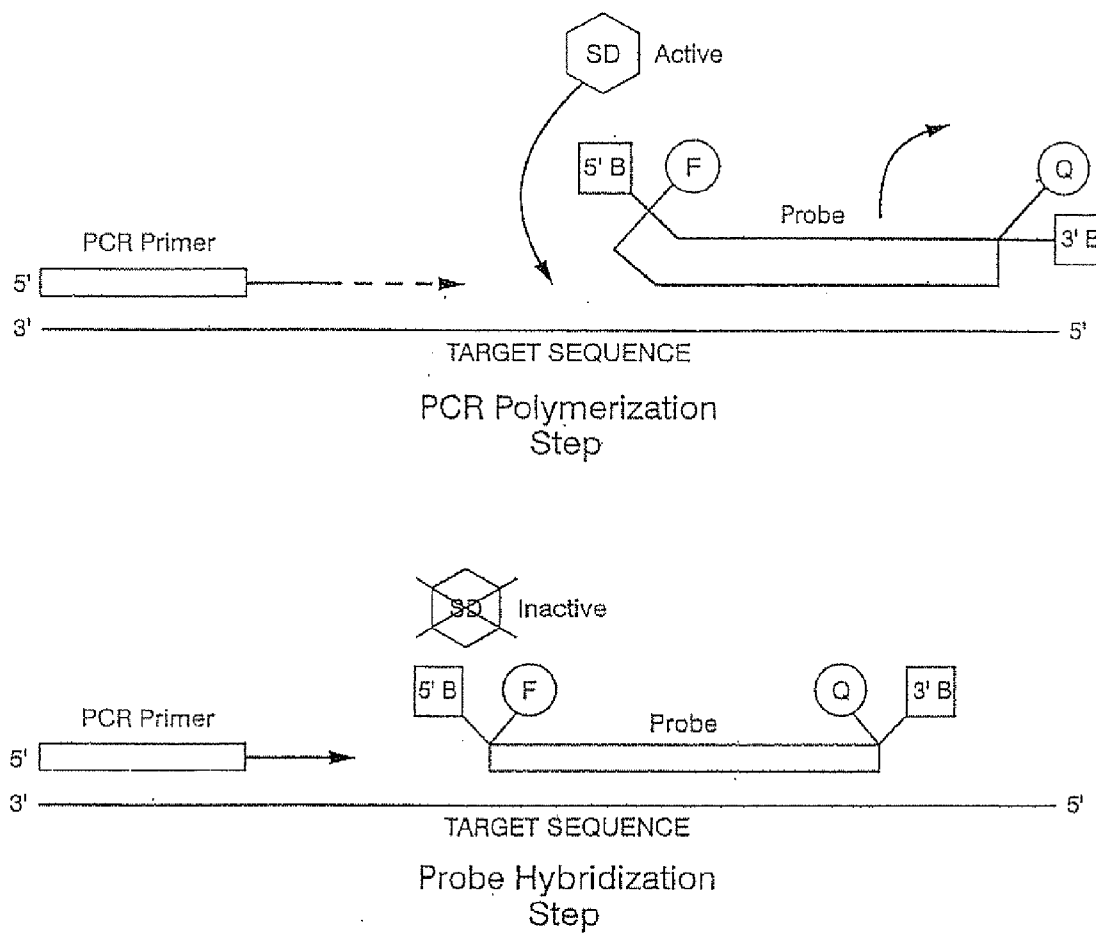 SD Active
5' B
F
Q
Probe
3' B
PCR Primer
5'
3'
5'
TARGET SEQUENCE
PCR Polymerization
Step
SD Inactive
5' B
F
Q
3' B
PCR Primer
Probe
5'
3'
5'
TARGET SEQUENCE
Probe Hybridization
Step